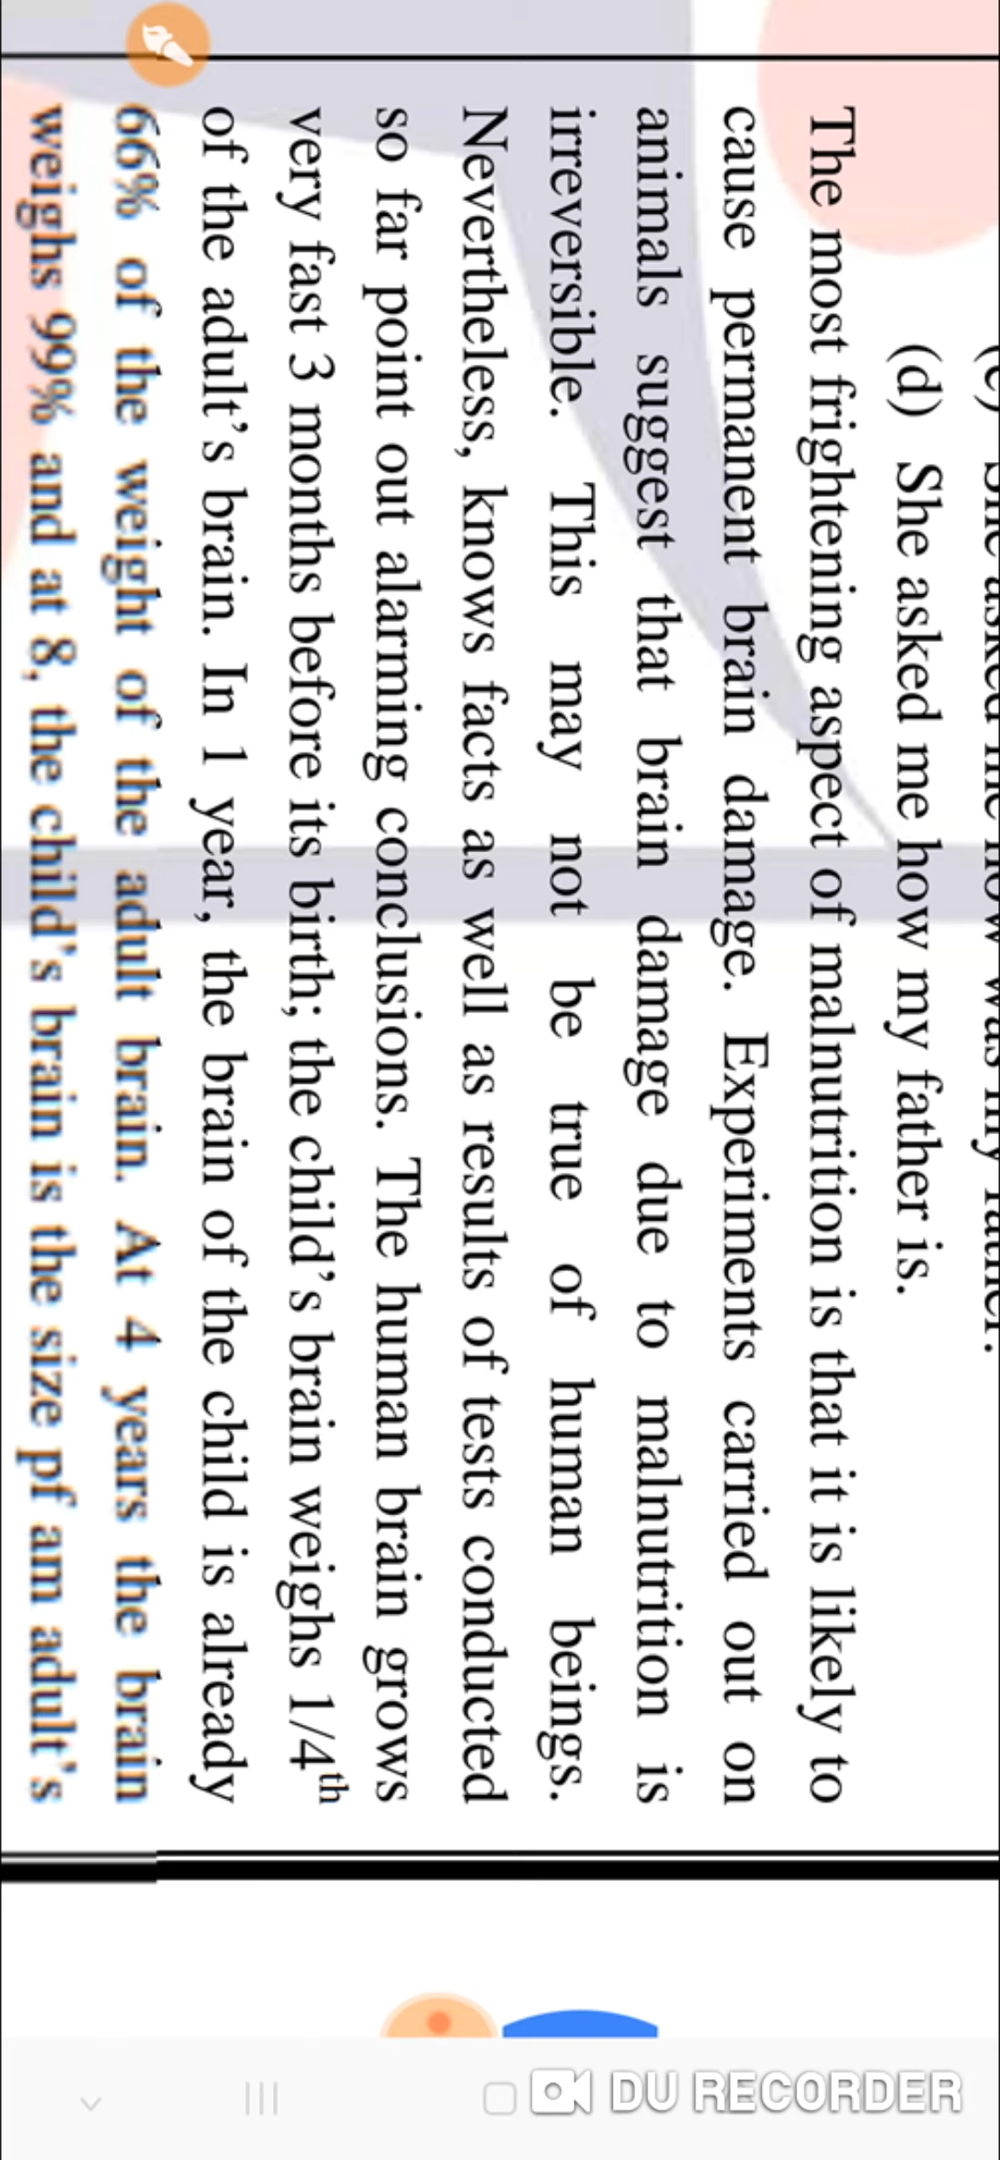 (d) She asked me how my father is.
The most frightening aspect of malnutrition is that it is likely to
cause permanent brain damage. Experiments carried out on
animals suggest that brain damage due to malnutrition is
irreversible. This may not be true of human beings.
Nevertheless, knows facts as well as results of tests conducted
so far point out alarming conclusions. The human brain grows
very fast 3 months before its birth; the child's brain weighs 1/4th
of the adult's brain. In 1 year, the brain of the child is already
66% of the weight of the adult brain. At 4 years the brain
weighs 99% and at 8, the child's brain is the size pf am adult's
DU RECORDER